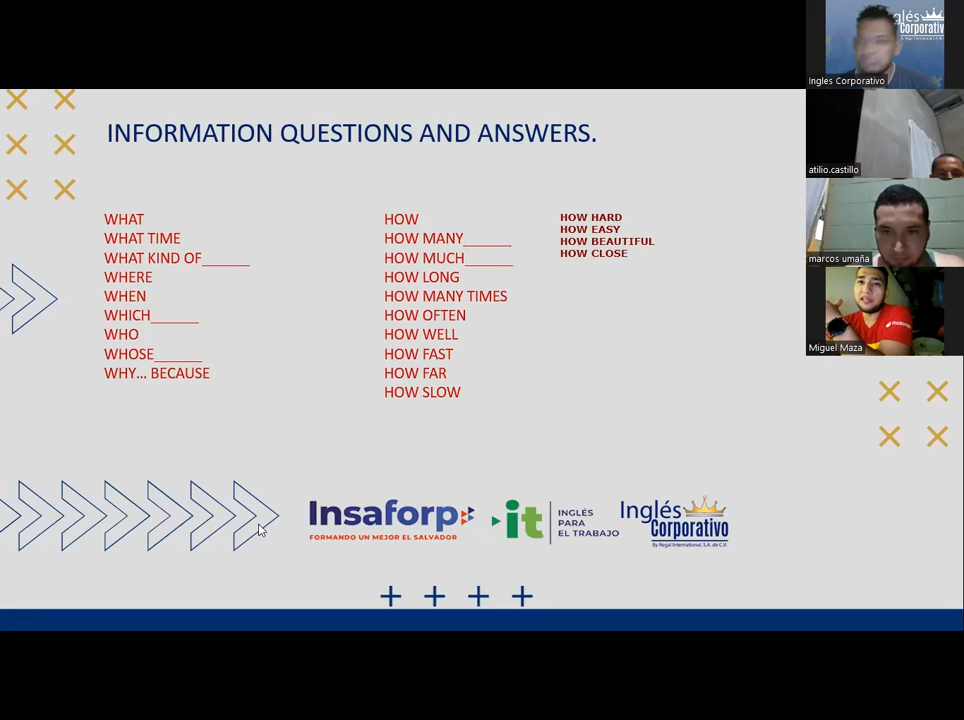 INFORMATION QUESTIONS AND ANSWERS.
WHAT
WHAT TIME
WHAT KIND OF______
WHERE
WHEN
WHICH______
WHO
WHOSE______
WHY... BECAUSE
HOW
HOW MANY______
HOW MUCH______
HOW LONG
HOW MANY TIMES
HOW OFTEN
HOW WELL
HOW FAST
HOW FAR
HOW SLOW
HOW HARD
HOW EASY
HOW BEAUTIFUL
HOW CLOSE
Insaforp
FORMANDO UN MEJOR EL SALVADOR
it
INGLÉS
PARA
EL TRABAJO
Inglés
Corporativo
By Regal International, S.A. de C.V.
glés
Corporativ
Ingles Corporativo
atilio.castillo
marcos umaña
Miguel Maza